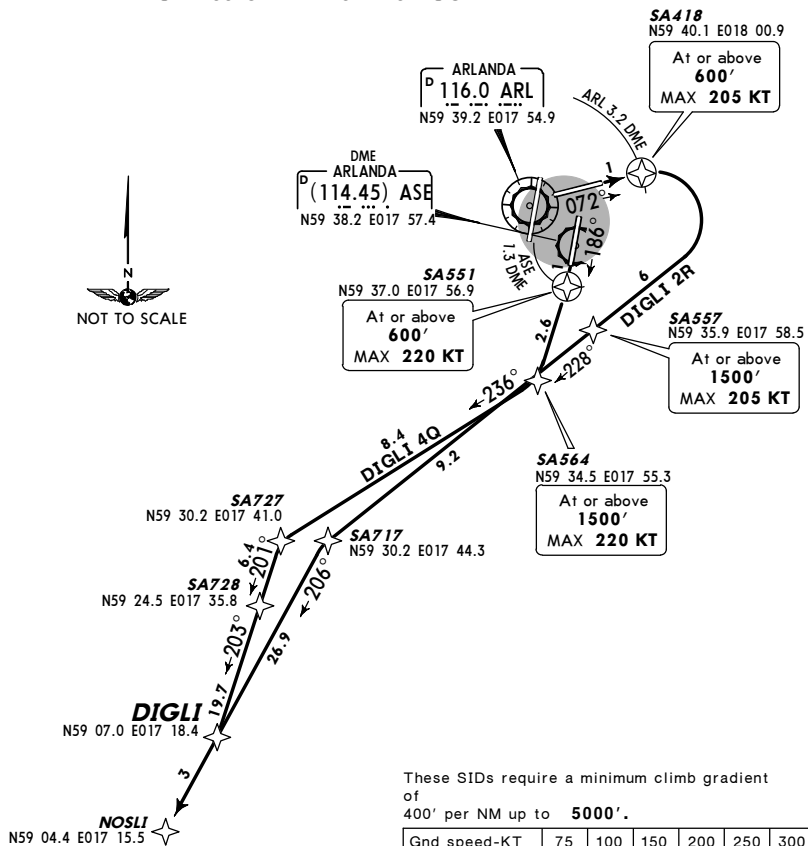 SA418
N59 40.1 E018 00.9
At or above
600'
MAX 205 KT
ARLANDA
D 116.0 ARL
N59 39.2 E017 54.9
ARL 3.2 DME
DME
ARLANDA
D (114.45) ASE
N59 38.2 E017 57.4
1
072°
186°
ASE
1.3 DME
1
N
NOT TO SCALE
SA551
N59 37.0 E017 56.9
At or above
600'
MAX 220 KT
6
DIGLI 2R
SA557
N59 35.9 E017 58.5
At or above
1500'
MAX 205 KT
2.6
228°
236°
SA564
N59 34.5 E017 55.3
At or above
1500'
MAX 220 KT
8.4
DIGLI 4Q
9.2
SA727
N59 30.2 E017 41.0
SA717
N59 30.2 E017 44.3
6.4
201°
206°
SA728
N59 24.5 E017 35.8
203°
26.9
19.7
DIGLI
N59 07.0 E017 18.4
3
NOSLI
N59 04.4 E017 15.5
These SIDs require a minimum climb gradient
of
400' per NM up to 5000'.
Gnd speed-KT 75 100 150 200 250 300